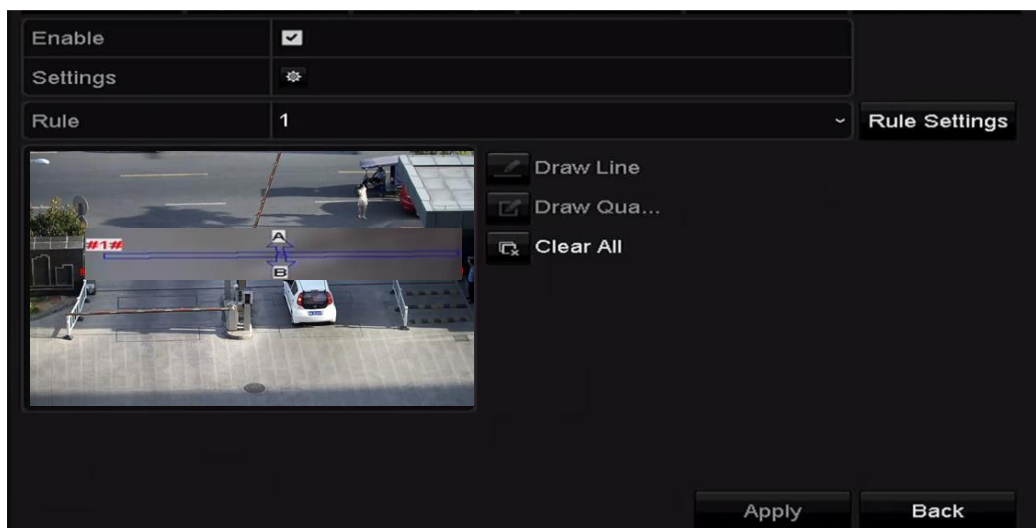 Enable
Settings
Rule 1 Rule Settings
Draw Line
Draw Qua...
#1#
A
Clear All
B
Apply Back